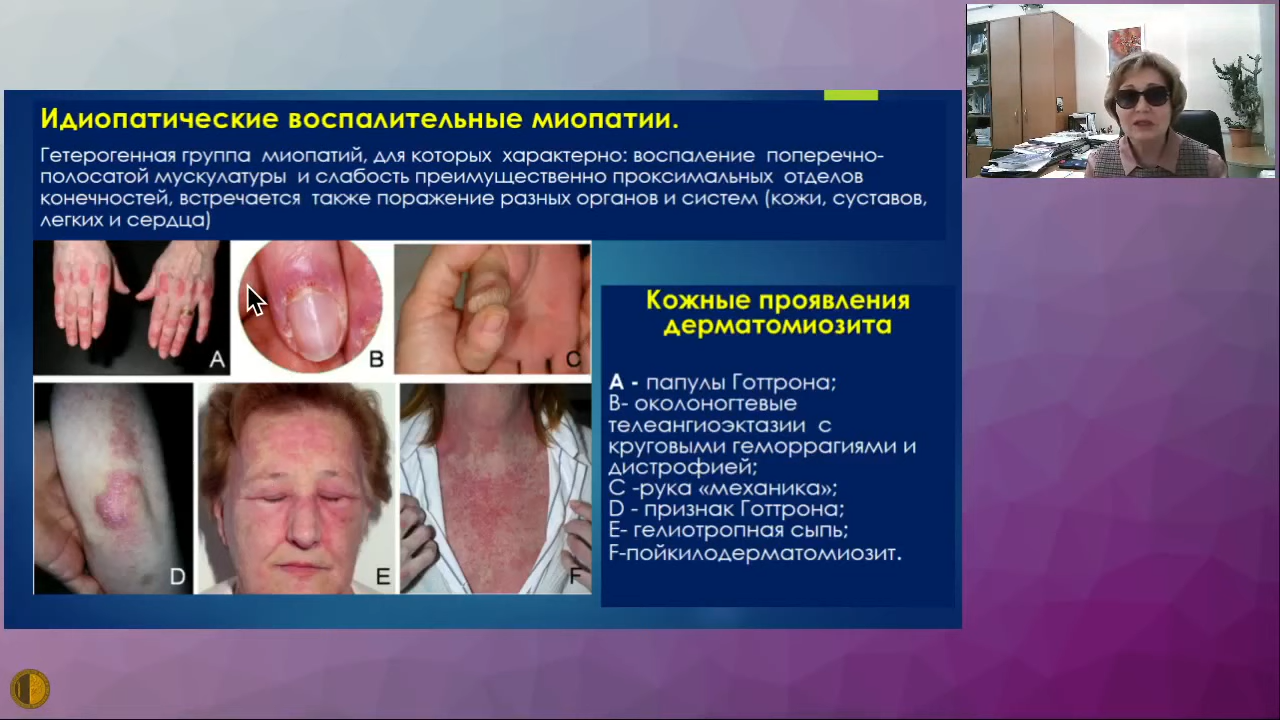 Идиопатические воспалительные миопатии.
Гетерогенная группа миопатий, для которых характерно: воспаление поперечно-
полосатой мускулатуры и слабость преимущественно проксимальных отделов
конечностей, встречается также поражение разных органов и систем (кожи, суставов,
легких и сердца)
A
B
C
D
E
F
Кожные проявления
дерматомиозита
А - папулы Готтрона;
В- околоногтевые
телеангиоэктазии с
круговыми геморрагиями и
дистрофией;
С -рука «механика»;
D - признак Готтрона;
Е- гелиотропная сыпь;
F-пойкилодерматомиозит.